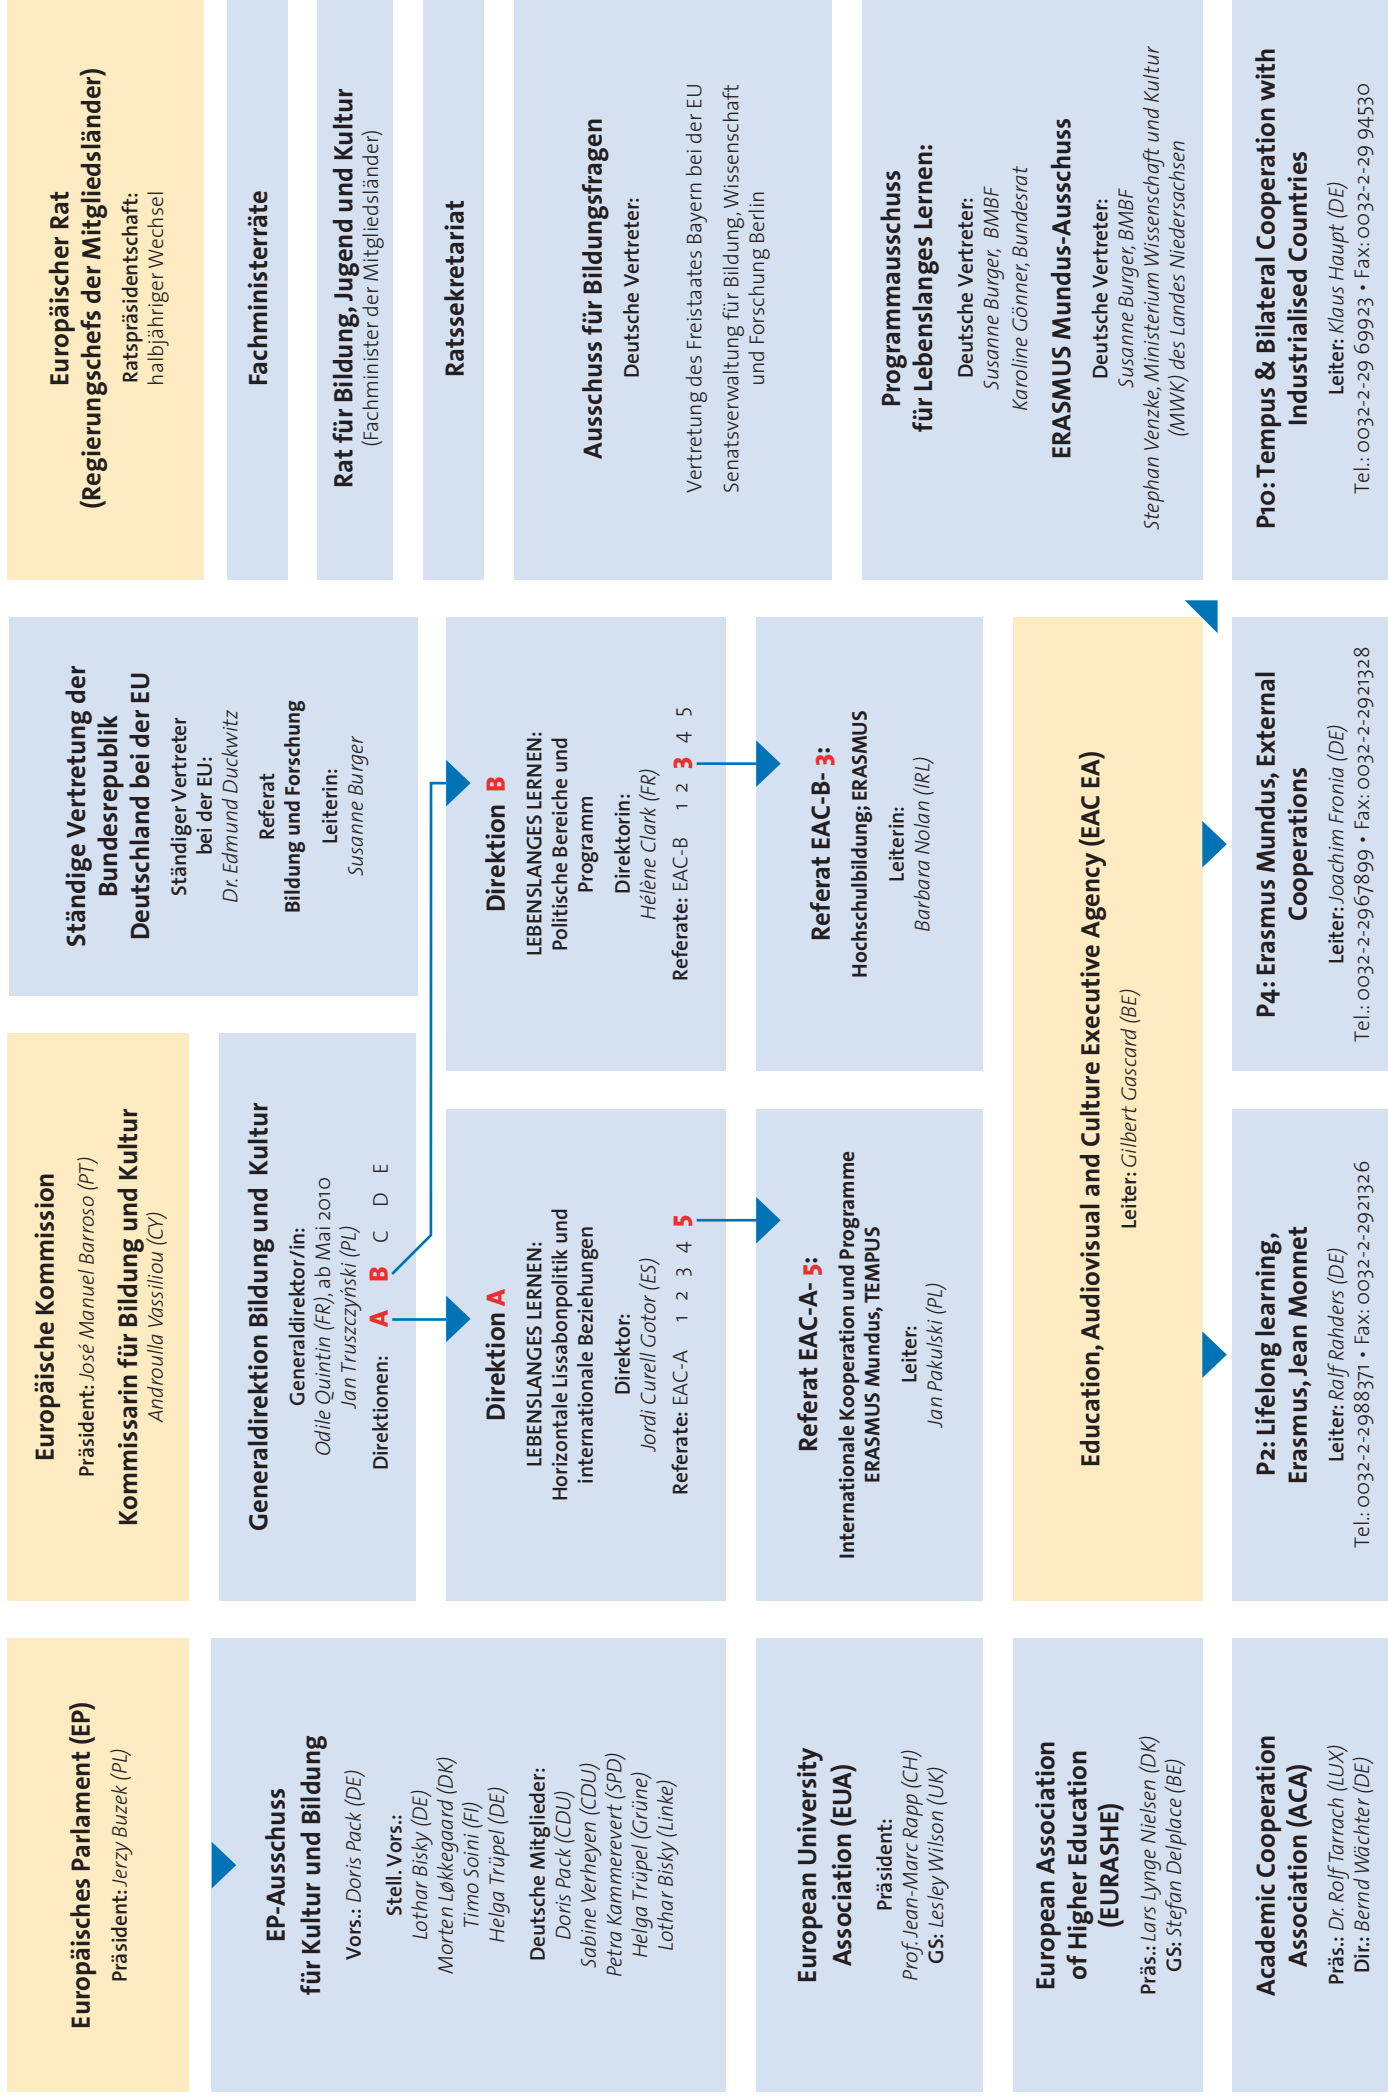 Europäisches Parlament (EP)
Präsident: Jerzy Buzek (PL)
EP-Ausschuss
für Kultur und Bildung
Vors.: Doris Pack (DE)
Stell. Vors.:
Lothar Bisky (DE)
Morten Løkkegaard (DK)
Timo Soini (FI)
Helga Trüpel (DE)
Deutsche Mitglieder:
Doris Pack (CDU)
Sabine Verheyen (CDU)
Petra Kammerevert (SPD)
Helga Trüpel (Grüne)
Lothar Bisky (Linke)
European University
Association (EUA)
Präsident:
Prof. Jean-Marc Rapp (CH)
GS: Lesley Wilson (UK)
European Association
of Higher Education
(EURASHE)
Präs.: Lars Lynge Nielsen (DK)
GS: Stefan Delplace (BE)
Academic Cooperation
Association (ACA)
Präs.: Dr. Rolf Tarrach (LUX)
Dir.: Bernd Wächter (DE)
Europäische Kommission
Präsident: José Manuel Barroso (PT)
Kommissarin für Bildung und Kultur
Androulla Vassiliou (CY)
Generaldirektion Bildung und Kultur
Generaldirektor/in:
Odile Quintin (FR), ab Mai 2010
Jan Truszczyński (PL)
Direktionen: A B C D E
Direktion A
LEBENSLANGES LERNEN:
Horizontale Lissabonpolitik und
internationale Beziehungen
Direktor:
Jordi Curell Gotor (ES)
Referate: EAC-A 1 2 3 4 5
Referat EAC-A- 5:
Internationale Kooperation und Programme
ERASMUS Mundus, TEMPUS
Leiter:
Jan Pakulski (PL)
Ständige Vertretung der
Bundesrepublik
Deutschland bei der EU
Ständiger Vertreter
bei der EU:
Dr. Edmund Duckwitz
Referat
Bildung und Forschung
Leiterin:
Susanne Burger
Direktion B
LEBENSLANGES LERNEN:
Politische Bereiche und
Programm
Direktorin:
Hélène Clark (FR)
Referate: EAC-B 1 2 3 4 5
Referat EAC-B- 3:
Hochschulbildung; ERASMUS
Leiterin:
Barbara Nolan (IRL)
Education, Audiovisual and Culture Executive Agency (EAC EA)
Leiter: Gilbert Gascard (BE)
P2: Lifelong learning,
Erasmus, Jean Monnet
Leiter: Ralf Rahders (DE)
Tel.: 0032-2-2988371 • Fax: 0032-2-2921326
P4: Erasmus Mundus, External
Cooperations
Leiter: Joachim Fronia (DE)
Tel.: 0032-2-2967899 • Fax: 0032-2-2921328
Europäischer Rat
(Regierungschefs der Mitgliedsländer)
Ratspräsidentschaft:
halbjähriger Wechsel
Fachministerräte
Rat für Bildung, Jugend und Kultur
(Fachminister der Mitgliedsländer)
Ratssekretariat
Ausschuss für Bildungsfragen
Deutsche Vertreter:
Vertretung des Freistaates Bayern bei der EU
Senatsverwaltung für Bildung, Wissenschaft
und Forschung Berlin
Programmausschuss
für Lebenslanges Lernen:
Deutsche Vertreter:
Susanne Burger, BMBF
Karoline Gönner, Bundesrat
ERASMUS Mundus-Ausschuss
Deutsche Vertreter:
Susanne Burger, BMBF
Stephan Venzke, Ministerium Wissenschaft und Kultur
(MWK) des Landes Niedersachsen
P10: Tempus & Bilateral Cooperation with
Industrialised Countries
Leiter: Klaus Haupt (DE)
Tel.: 0032-2-29 69923 • Fax: 0032-2-29 94530